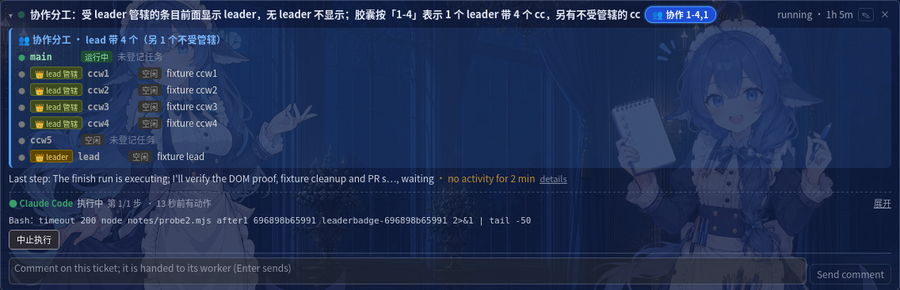 协作分工：受 leader 管辖的条目前面显示 leader，无 leader 不显示；胶囊按「1-4」表示 1 个 leader 带 4 个 cc，另有不受管辖的 cc 👥 协作 1-4,1 running · 1h 5m
👥 协作分工 · lead 带 4 个（另 1 个不受管辖）
main 运行中 未登记任务
👑 lead 管辖 ccw1 空闲 fixture ccw1
👑 lead 管辖 ccw2 空闲 fixture ccw2
👑 lead 管辖 ccw3 空闲 fixture ccw3
👑 lead 管辖 ccw4 空闲 fixture ccw4
ccw5 空闲 未登记任务
👑 leader lead 空闲 fixture lead
Last step: The finish run is executing; I'll verify the DOM proof, fixture cleanup and PR s…, waiting · no activity for 2 min details
Claude Code 执行中 第 1/1 步 · 13 秒前有动作 展开
Bash: timeout 200 node notes/probe2.mjs after1 696898b65991 leaderbadge-696898b65991 2>&1 | tail -50
中止执行
Comment on this ticket; it is handed to its worker (Enter sends) Send comment